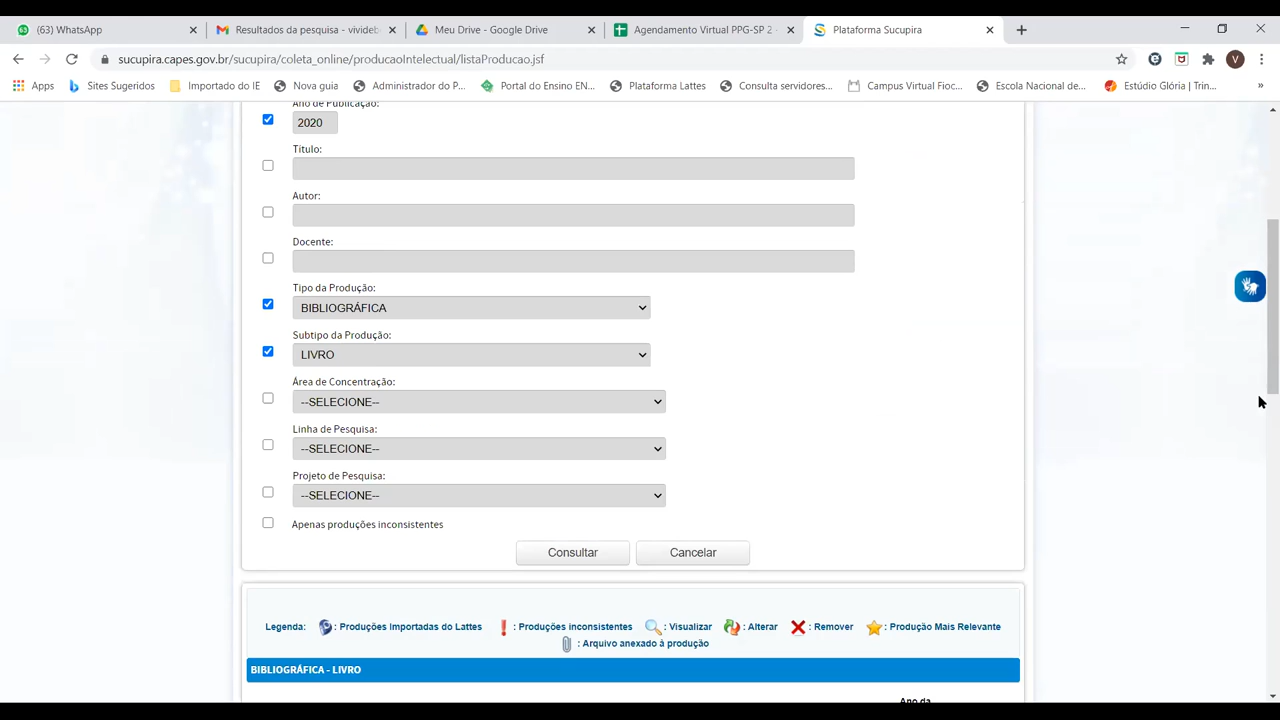 (63) WhatsApp
Resultados da pesquisa - vivideb
Meu Drive - Google Drive
Agendamento Virtual PPG-SP 2
Plataforma Sucupira
sucupira.capes.gov.br/sucupira/coleta_online/producaoIntelectual/listaProducao.jsf
V
Apps
Sites Sugeridos
Importado do IE
Nova guia
Administrador do P...
Portal do Ensino EN...
Plataforma Lattes
Consulta servidores...
Campus Virtual Fioc...
Escola Nacional de...
Estúdio Glória | Trin...
»
Ano de Publicação:
2020
Título:
Autor:
Docente:
Tipo da Produção:
BIBLIOGRÁFICA
Subtipo da Produção:
LIVRO
Área de Concentração:
--SELECIONE--
Linha de Pesquisa:
--SELECIONE--
Projeto de Pesquisa:
--SELECIONE--
Apenas produções inconsistentes
Consultar
Cancelar
Legenda: : Produções Importadas do Lattes : Produções inconsistentes : Visualizar : Alterar : Remover : Produção Mais Relevante
: Arquivo anexado à produção
BIBLIOGRÁFICA - LIVRO
Ano da